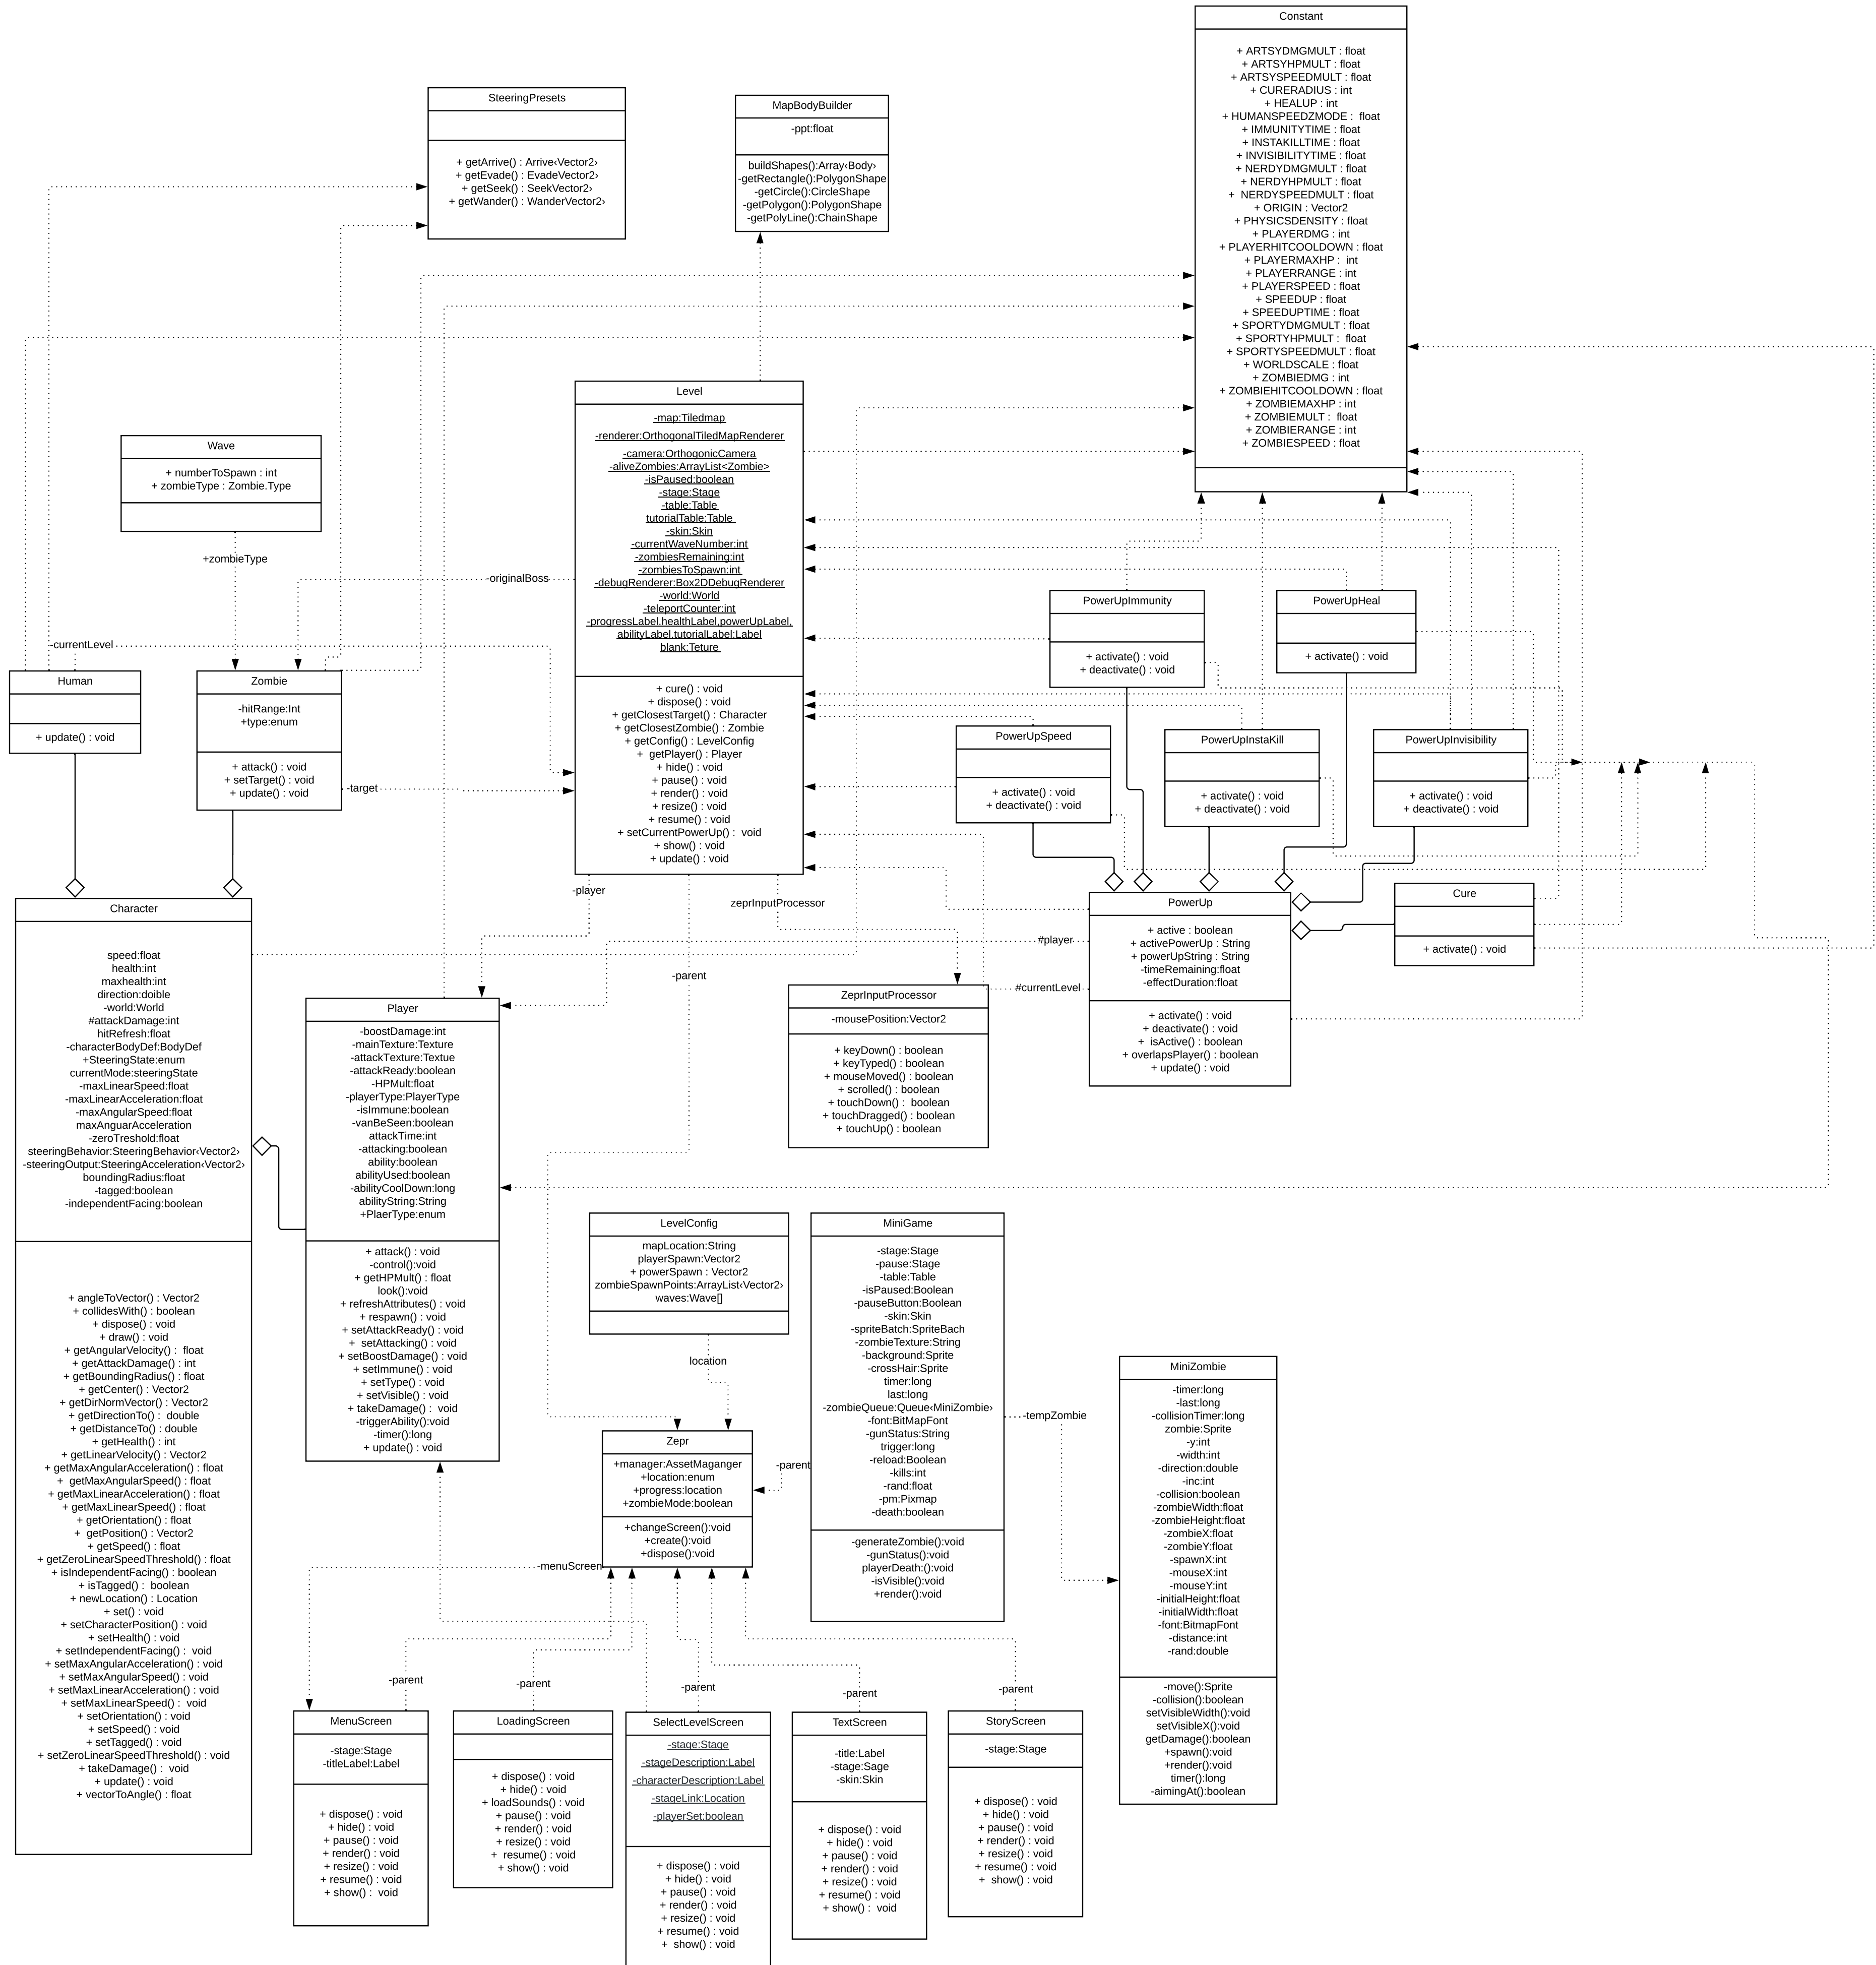 Constant
+ ARTSYDMGMULT : float
+ ARTSYHPMULT : float
+ ARTSYSPEEDMULT : float
+ CURERADIUS : int
+ HEALUP : int
+ HUMANSPEEDZMODE :  float
+ IMMUNITYTIME : float
+ INSTAKILLTIME : float
+ INVISIBILITYTIME : float
+ NERDYDMGMULT : float
+ NERDYHPMULT : float
+  NERDYSPEEDMULT : float
+ ORIGIN : Vector2
+ PHYSICSDENSITY : float
+ PLAYERDMG : int
+ PLAYERHITCOOLDOWN : float
+ PLAYERMAXHP :  int
+ PLAYERRANGE : int
+ PLAYERSPEED : float
+ SPEEDUP : float
+ SPEEDUPTIME : float
+ SPORTYDMGMULT : float
+ SPORTYHPMULT :  float
+ SPORTYSPEEDMULT : float
+ WORLDSCALE : float
+ ZOMBIEDMG : int
+ ZOMBIEHITCOOLDOWN : float
+ ZOMBIEMAXHP : int
+ ZOMBIEMULT :  float
+ ZOMBIERANGE : int
+ ZOMBIESPEED : float
SteeringPresets
+ getArrive() : Arrive‹Vector2›
+ getEvade() : EvadeVector2›
+ getSeek() : SeekVector2›
+ getWander() : WanderVector2›
MapBodyBuilder
-ppt:float
buildShapes():Array‹Body›
-getRectangle():PolygonShape
-getCircle():CircleShape
-getPolygon():PolygonShape
-getPolyLine():ChainShape
Level
-map:Tiledmap
-renderer:OrthogonalTiledMapRenderer
-camera:OrthogonicCamera
-aliveZombies:ArrayList<Zombie>
-isPaused:boolean
-stage:Stage
-table:Table
tutorialTable:Table
-skin:Skin
-currentWaveNumber:int
-zombiesRemaining:int
-zombiesToSpawn:int
-debugRenderer:Box2DDebugRenderer
-world:World
-teleportCounter:int
-progressLabel,healthLabel,powerUpLabel,
abilityLabel,tutorialLabel:Label
blank:Teture
+ cure() : void
+ dispose() : void
+ getClosestTarget() : Character
+ getClosestZombie() : Zombie
+ getConfig() : LevelConfig
+  getPlayer() : Player
+ hide() : void
+ pause() : void
+ render() : void
+ resize() : void
+ resume() : void
+ setCurrentPowerUp() :  void
+ show() : void
+ update() : void
Wave
+ numberToSpawn : int
+ zombieType : Zombie.Type
+zombieType
-originalBoss
-currentLevel
Human
+ update() : void
Zombie
-hitRange:Int
+type:enum
+ attack() : void
+ setTarget() : void
+ update() : void
-target
PowerUpImmunity
+ activate() : void
+ deactivate() : void
PowerUpHeal
+ activate() : void
PowerUpSpeed
+ activate() : void
+ deactivate() : void
PowerUpInstaKill
+ activate() : void
+ deactivate() : void
PowerUpInvisibility
+ activate() : void
+ deactivate() : void
-player
zeprInputProcessor
-parent
#player
#currentLevel
PowerUp
+ active : boolean
+ activePowerUp : String
+ powerUpString : String
-timeRemaining:float
-effectDuration:float
+ activate() : void
+ deactivate() : void
+  isActive() : boolean
+ overlapsPlayer() : boolean
+ update() : void
Cure
+ activate() : void
Character
speed:float
health:int
maxhealth:int
direction:doible
-world:World
#attackDamage:int
hitRefresh:float
-characterBodyDef:BodyDef
+SteeringState:enum
currentMode:steeringState
-maxLinearSpeed:float
-maxLinearAcceleration:float
-maxAngularSpeed:float
maxAnguarAcceleration
-zeroTreshold:float
steeringBehavior:SteeringBehavior‹Vector2›
-steeringOutput:SteeringAcceleration‹Vector2›
boundingRadius:float
-tagged:boolean
-independentFacing:boolean
+ angleToVector() : Vector2
+ collidesWith() : boolean
+ dispose() : void
+ draw() : void
+ getAngularVelocity() :  float
+ getAttackDamage() : int
+ getBoundingRadius() : float
+ getCenter() : Vector2
+ getDirNormVector() : Vector2
+ getDirectionTo() :  double
+ getDistanceTo() : double
+ getHealth() : int
+ getLinearVelocity() : Vector2
+ getMaxAngularAcceleration() : float
+  getMaxAngularSpeed() : float
+ getMaxLinearAcceleration() : float
+ getMaxLinearSpeed() : float
+ getOrientation() : float
+  getPosition() : Vector2
+ getSpeed() : float
+ getZeroLinearSpeedThreshold() : float
+ isIndependentFacing() : boolean
+ isTagged() :  boolean
+ newLocation() : Location
+ set() : void
+ setCharacterPosition() : void
+ setHealth() : void
+ setIndependentFacing() :  void
+ setMaxAngularAcceleration() : void
+ setMaxAngularSpeed() : void
+ setMaxLinearAcceleration() : void
+ setMaxLinearSpeed() :  void
+ setOrientation() : void
+ setSpeed() : void
+ setTagged() : void
+ setZeroLinearSpeedThreshold() : void
+ takeDamage() :  void
+ update() : void
+ vectorToAngle() : float
Player
-boostDamage:int
-mainTexture:Texture
-attackTexture:Textue
-attackReady:boolean
-HPMult:float
-playerType:PlayerType
-isImmune:boolean
-vanBeSeen:boolean
attackTime:int
-attacking:boolean
ability:boolean
abilityUsed:boolean
-abilityCoolDown:long
abilityString:String
+PlaerType:enum
+ attack() : void
-control():void
+ getHPMult() : float
look():void
+ refreshAttributes() : void
+ respawn() : void
+ setAttackReady() : void
+  setAttacking() : void
+ setBoostDamage() : void
+ setImmune() : void
+ setType() : void
+ setVisible() : void
+ takeDamage() :  void
-triggerAbility():void
-timer():long
+ update() : void
ZeprInputProcessor
-mousePosition:Vector2
+ keyDown() : boolean
+ keyTyped() : boolean
+ mouseMoved() : boolean
+ scrolled() : boolean
+ touchDown() :  boolean
+ touchDragged() : boolean
+ touchUp() : boolean
LevelConfig
mapLocation:String
playerSpawn:Vector2
+ powerSpawn : Vector2
zombieSpawnPoints:ArrayList‹Vector2›
waves:Wave[]
location
MiniGame
-stage:Stage
-pause:Stage
-table:Table
-isPaused:Boolean
-pauseButton:Boolean
-skin:Skin
-spriteBatch:SpriteBach
-zombieTexture:String
-background:Sprite
-crossHair:Sprite
timer:long
last:long
-zombieQueue:Queue‹MiniZombie›
-font:BitMapFont
-gunStatus:String
trigger:long
-reload:Boolean
-kills:int
-rand:float
-pm:Pixmap
-death:boolean
-generateZombie():void
-gunStatus():void
playerDeath:():void
-isVisible():void
+render():void
-tempZombie
MiniZombie
-timer:long
-last:long
-collisionTimer:long
zombie:Sprite
-y:int
-width:int
-direction:double
-inc:int
-collision:boolean
-zombieWidth:float
-zombieHeight:float
-zombieX:float
-zombieY:float
-spawnX:int
-mouseX:int
-mouseY:int
-initialHeight:float
-initialWidth:float
-font:BitmapFont
-distance:int
-rand:double
-move():Sprite
-collision():boolean
setVisibleWidth():void
setVisibleX():void
getDamage():boolean
+spawn():void
+render():void
timer():long
-aimingAt():boolean
Zepr
+manager:AssetMaganger
+location:enum
+progress:location
+zombieMode:boolean
+changeScreen():void
+create():void
+dispose():void
-parent
-menuScreen
-parent
-parent
-parent
-parent
-parent
MenuScreen
-stage:Stage
-titleLabel:Label
+ dispose() : void
+ hide() : void
+ pause() : void
+ render() : void
+ resize() : void
+ resume() : void
+ show() :  void
LoadingScreen
+ dispose() : void
+ hide() : void
+ loadSounds() : void
+ pause() : void
+ render() : void
+ resize() : void
+  resume() : void
+ show() : void
SelectLevelScreen
-stage:Stage
-stageDescription:Label
-characterDescription:Label
-stageLink:Location
-playerSet:boolean
+ dispose() : void
+ hide() : void
+ pause() : void
+ render() : void
+ resize() : void
+ resume() : void
+  show() : void
TextScreen
-title:Label
-stage:Sage
-skin:Skin
+ dispose() : void
+ hide() : void
+ pause() : void
+ render() : void
+ resize() : void
+ resume() : void
+ show() :  void
StoryScreen
-stage:Stage
+ dispose() : void
+ hide() : void
+ pause() : void
+ render() : void
+ resize() : void
+ resume() : void
+  show() : void